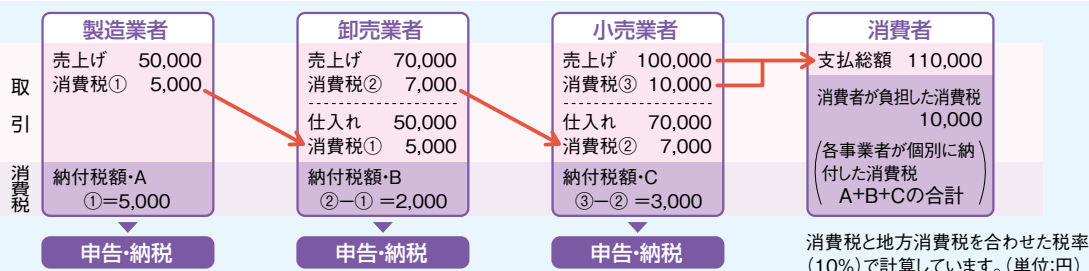 製造業者
売上げ 50,000
消費税① 5,000
納付税額・A
①=5,000
申告・納税
卸売業者
売上げ 70,000
消費税② 7,000
仕入れ 50,000
消費税① 5,000
納付税額・B
②−① =2,000
申告・納税
小売業者
売上げ 100,000
消費税③ 10,000
仕入れ 70,000
消費税② 7,000
納付税額・C
③−② =3,000
申告・納税
消費者
支払総額 110,000
消費者が負担した消費税
10,000
(各事業者が個別に納
付した消費税
A+B+Cの合計)
取引
消費税
消費税と地方消費税を合わせた税率
(10%)で計算しています。(単位:円)